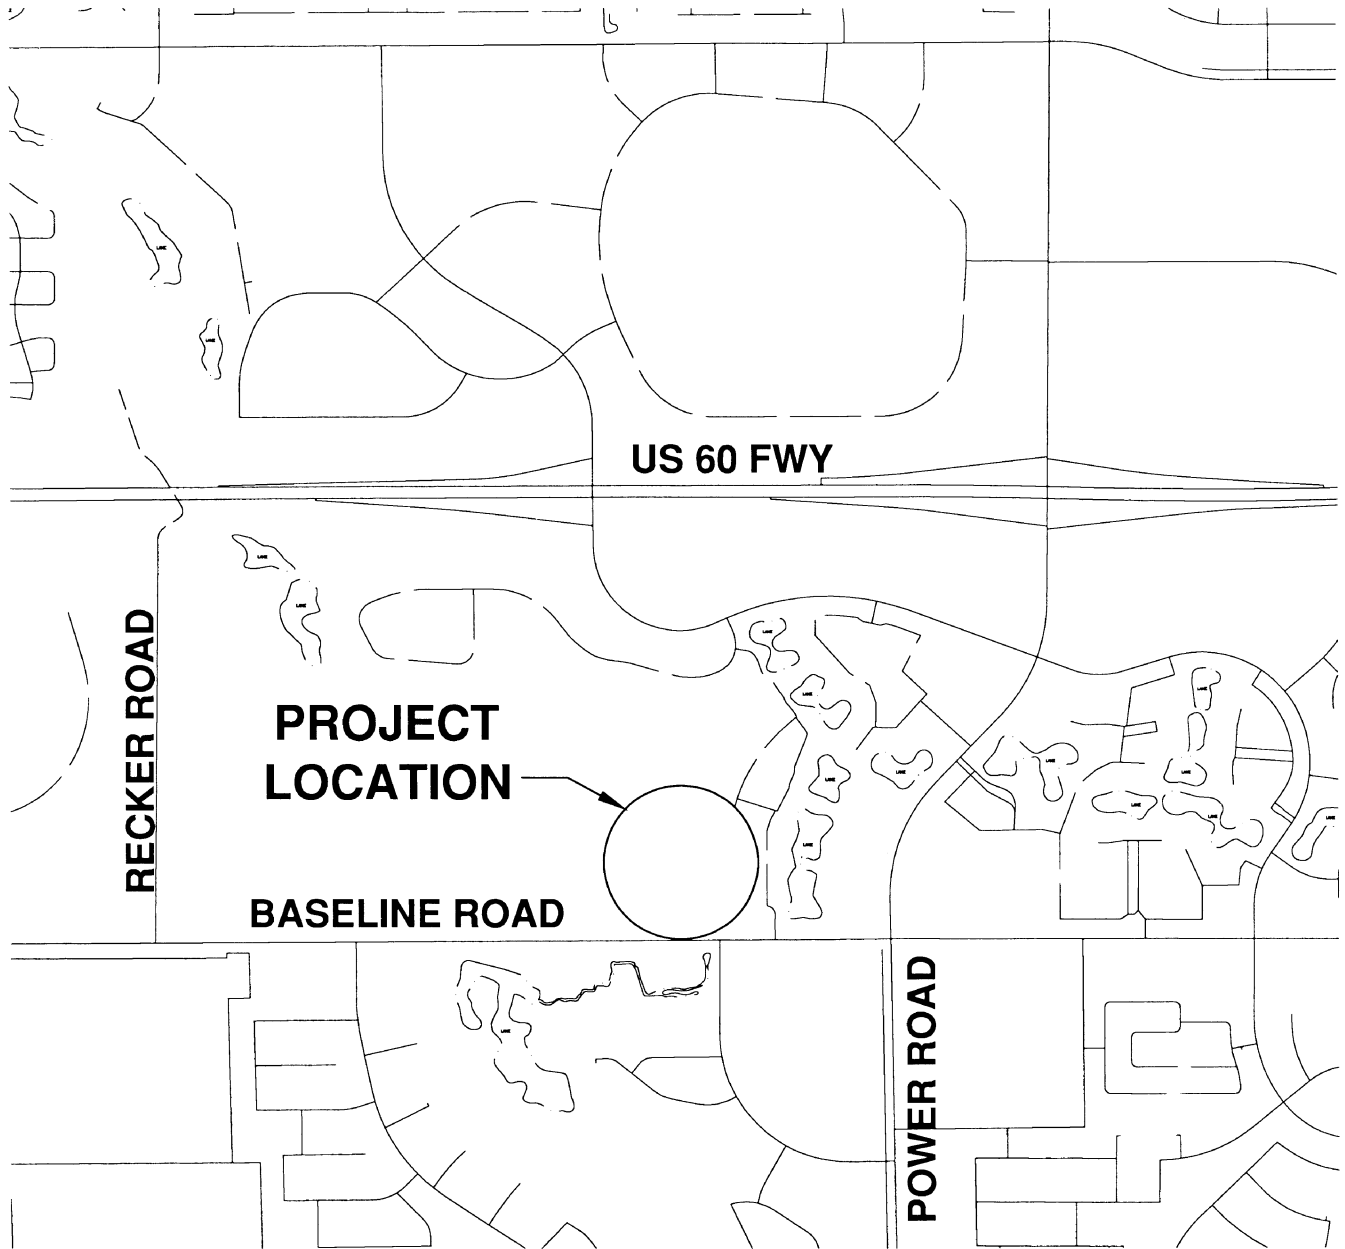 US 60 FWY
RECKER ROAD
PROJECT
LOCATION
BASELINE ROAD
POWER ROAD